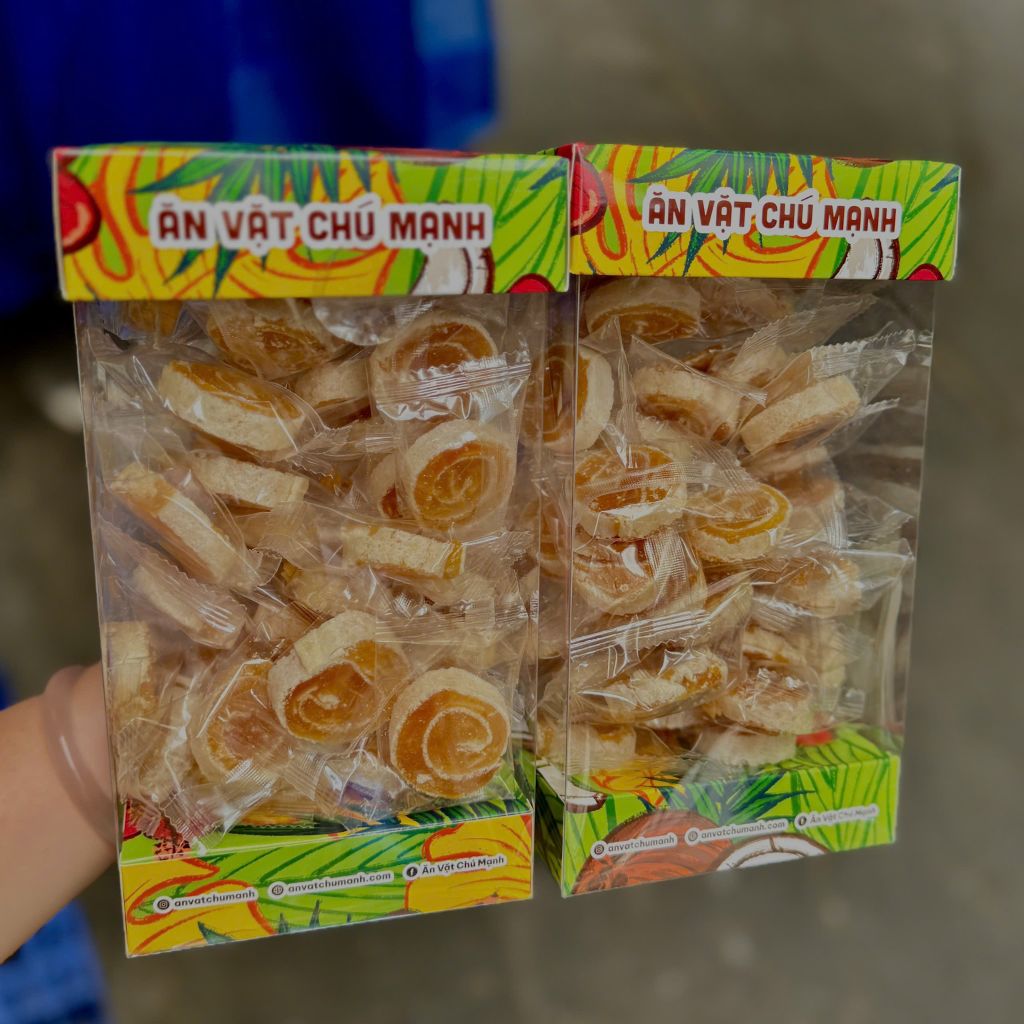 ĂN VẶT CHÚ MẠNH
ĂN VẶT CHÚ MẠNH
anvatchumanh
anvatchumanh.com
Ăn Vặt Chú Mạnh
anvatchumanh
anvatchumanh.com
Ăn Vặt Chú Mạnh